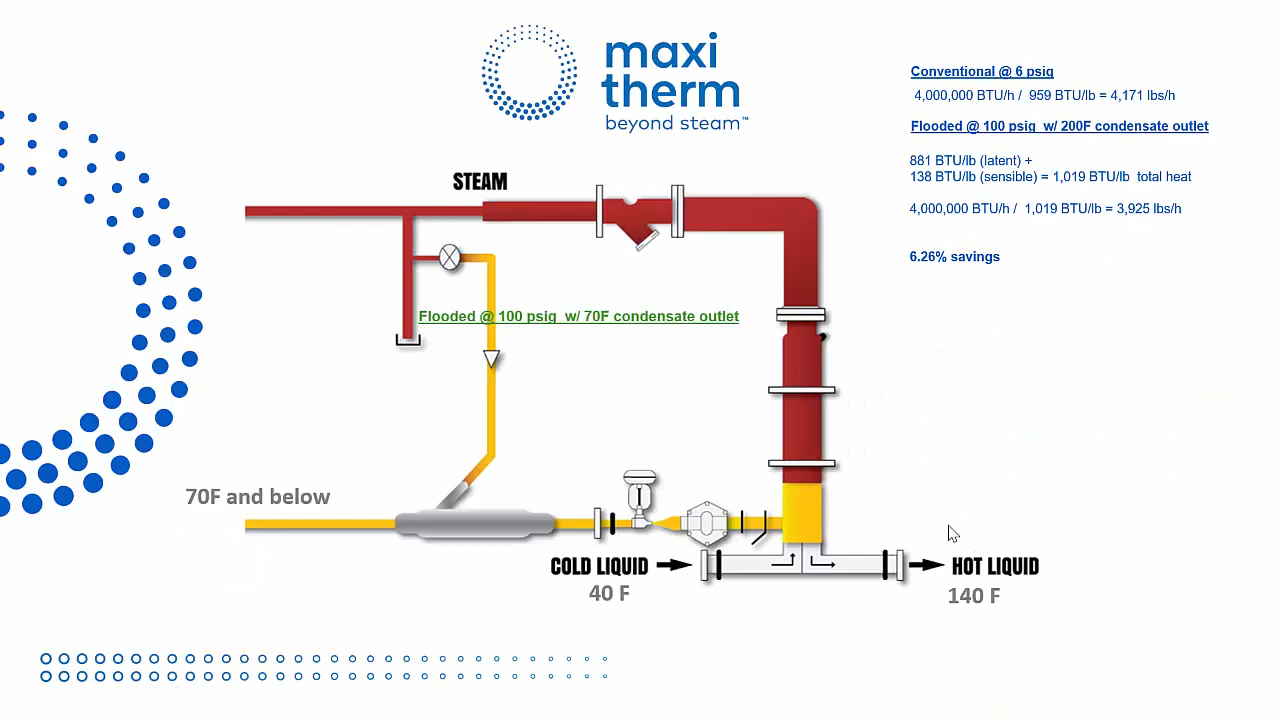 maxi
therm
beyond steam™
Conventional @ 6 psig
4,000,000 BTU/h / 959 BTU/lb = 4,171 lbs/h
Flooded @ 100 psig w/ 200F condensate outlet
881 BTU/lb (latent) +
138 BTU/lb (sensible) = 1,019 BTU/lb total heat
4,000,000 BTU/h / 1,019 BTU/lb = 3,925 lbs/h
6.26% savings
STEAM
Flooded @ 100 psig w/ 70F condensate outlet
70F and below
COLD LIQUID
40 F
HOT LIQUID
140 F